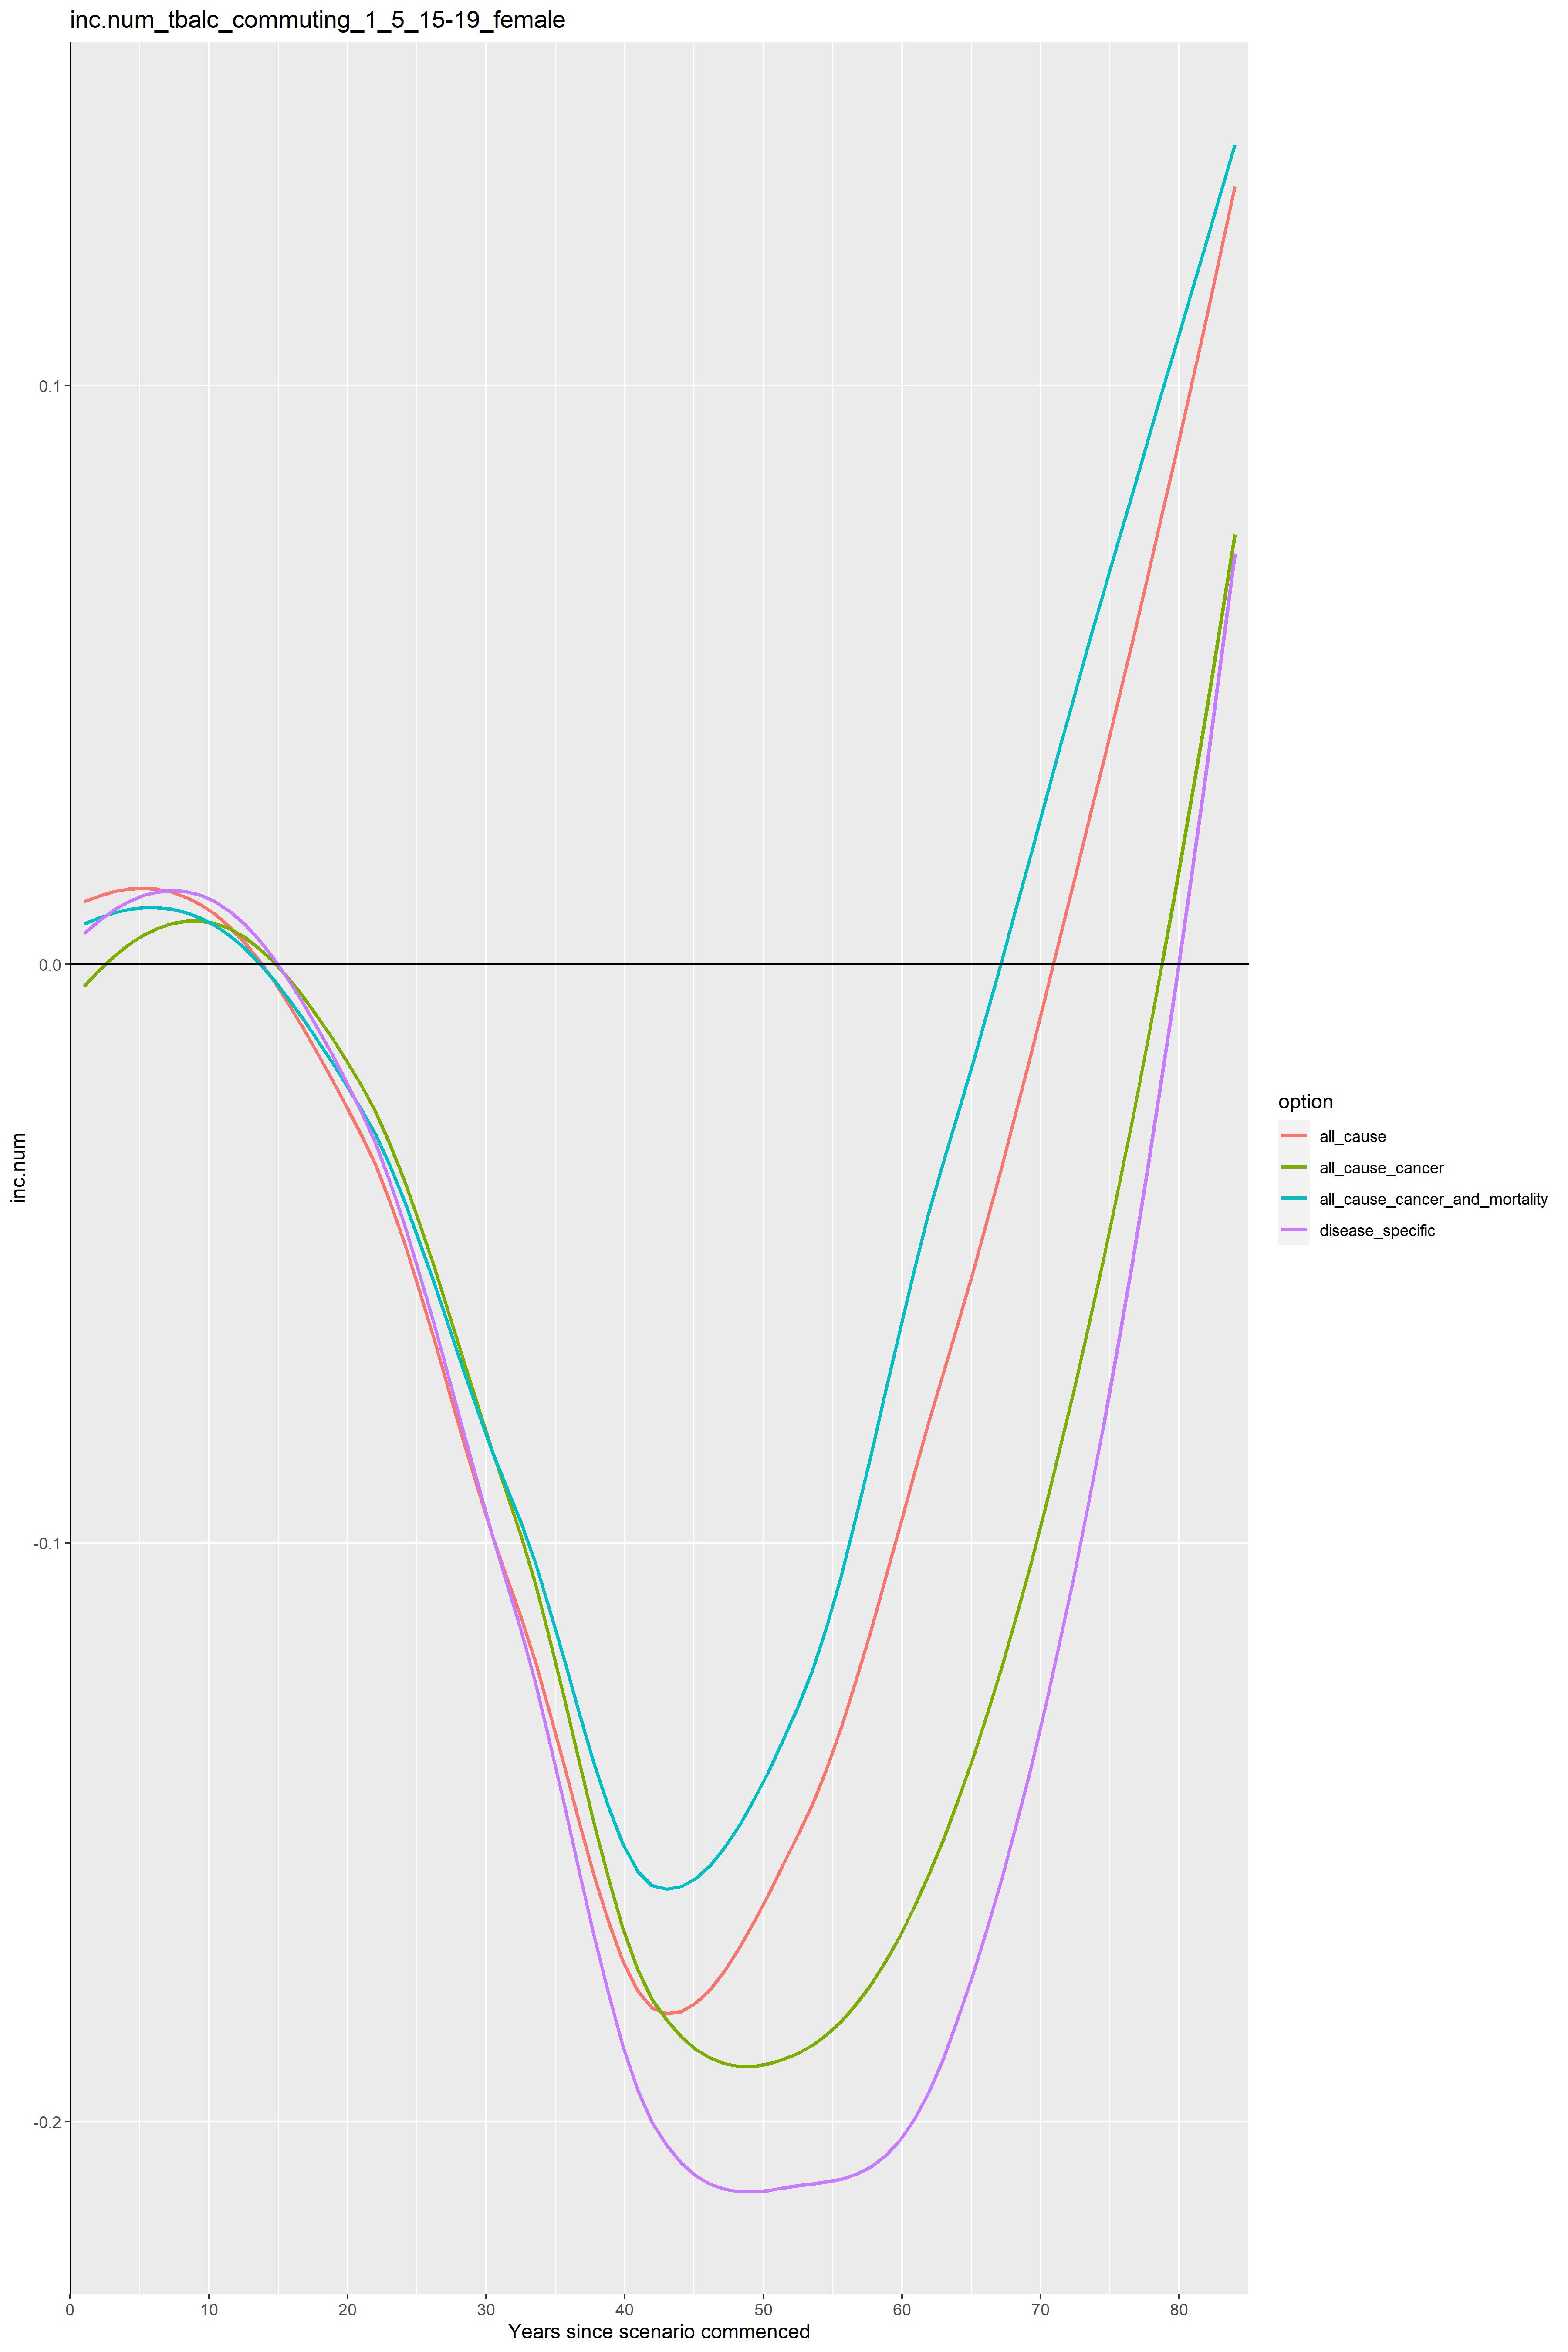 inc.num_tbalc_commuting_1_5_15-19_female
0.1
0.0
-0.1
-0.2
inc.num
0 10 20 30 40 50 60 70 80
Years since scenario commenced
option
all_cause
all_cause_cancer
all_cause_cancer_and_mortality
disease_specific